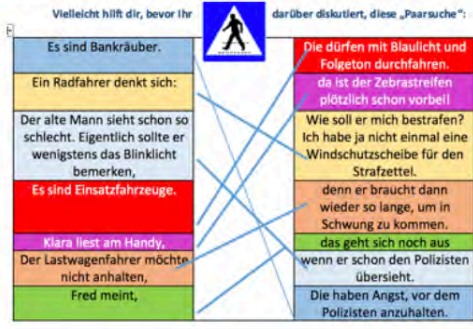 Vielleicht hilft dir, bevor Ihr darüber diskutiert, diese „Paarsuche":
Es sind Bankräuber.
Ein Radfahrer denkt sich:
Der alte Mann sieht schon so
schlecht. Eigentlich sollte er
wenigstens das Blinklicht
bemerken,
Es sind Einsatzfahrzeuge.
Klara liest am Handy,
Der Lastwagenfahrer möchte
nicht anhalten,
Fred meint,
Die dürfen mit Blaulicht und
Folgeton durchfahren.
da ist der Zebrastreifen
plötzlich schon vorbei!
Wie soll er mich bestrafen?
Ich habe ja nicht einmal eine
Windschutzscheibe für den
Strafzettel.
denn er braucht dann
wieder so lange, um in
Schwung zu kommen.
das geht sich noch aus
wenn er schon den Polizisten
übersieht.
Die haben Angst, vor dem
Polizisten anzuhalten.